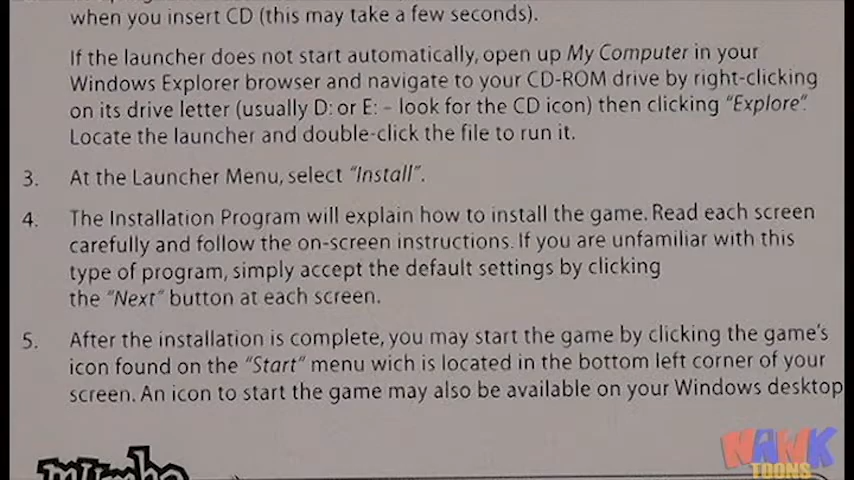 when you insert CD (this may take a few seconds).
If the launcher does not start automatically, open up My Computer in your
Windows Explorer browser and navigate to your CD-ROM drive by right-clicking
on its drive letter (usually D: or E: - look for the CD icon) then clicking "Explore".
Locate the launcher and double-click the file to run it.
3. At the Launcher Menu, select "Install".
4. The Installation Program will explain how to install the game. Read each screen
carefully and follow the on-screen instructions. If you are unfamiliar with this
type of program, simply accept the default settings by clicking
the "Next" button at each screen.
5. After the installation is complete, you may start the game by clicking the game's
icon found on the "Start" menu wich is located in the bottom left corner of your
screen. An icon to start the game may also be available on your Windows desktop
mumbo
WANK
TOONS